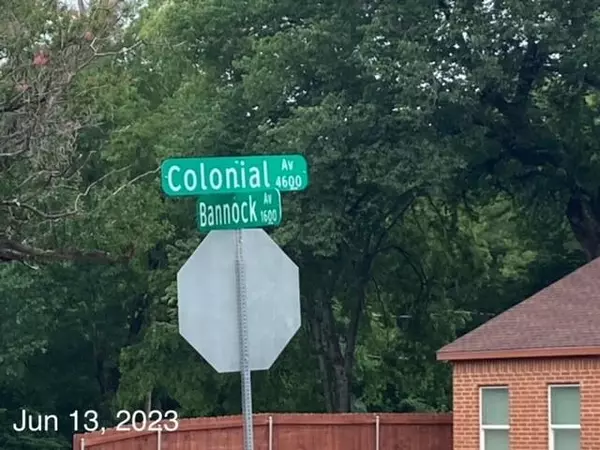 Colonial Av 4600
Bannock Av 1600
Jun 13, 2023